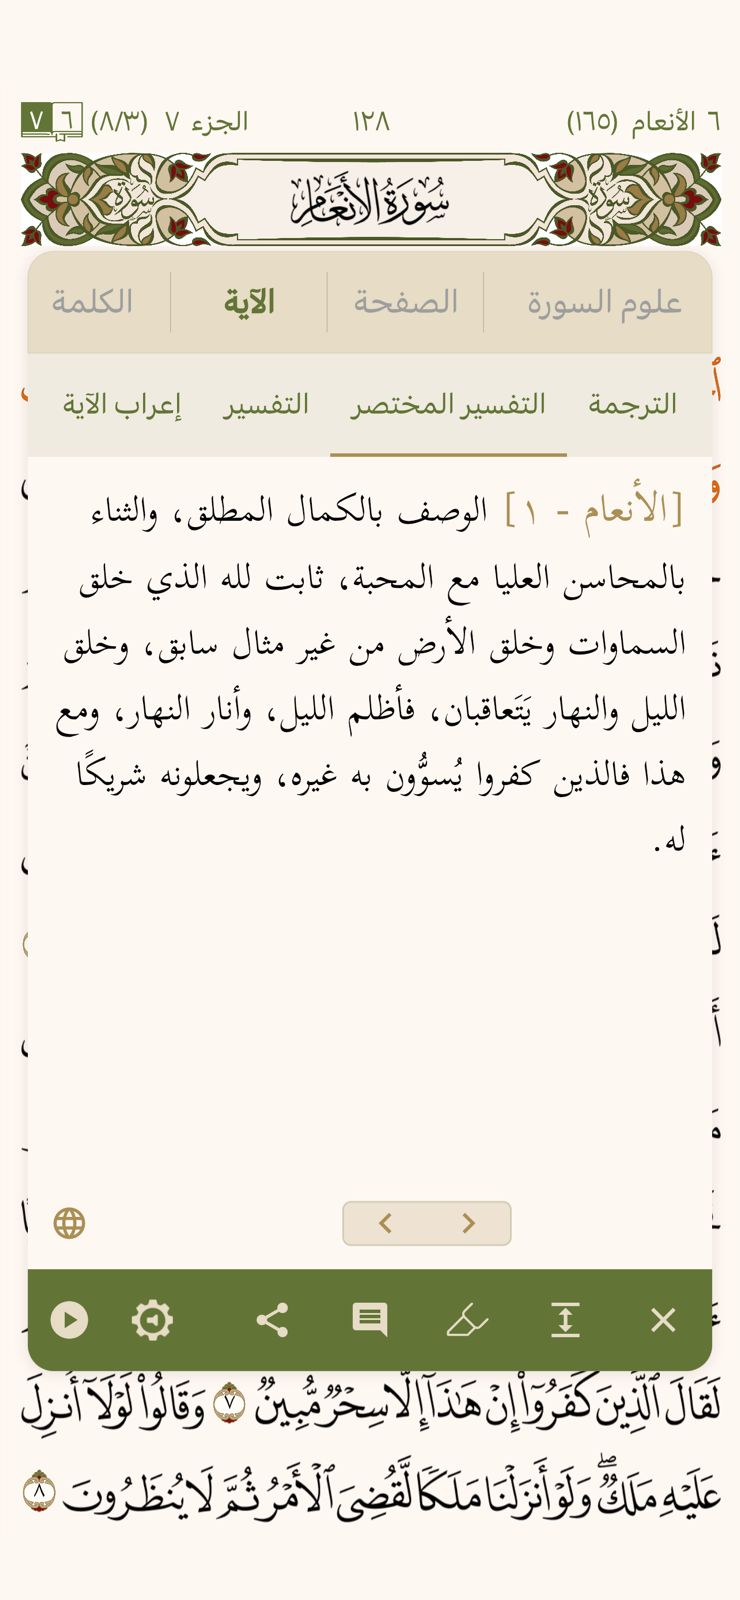 ٦ الأنعام (١٦٥) ١٢٨ الجزء ٧ (٨/٣) ٦ ٧
سورة سُورَةُ الأَنْعَامِ سورة
علوم السورة الصفحة الآية الكلمة
الترجمة التفسير المختصر التفسير إعراب الآية
[الأنعام - ١] الوصف بالكمال المطلق، والثناء
بالمحاسن العليا مع المحبة، ثابت لله الذي خلق
السماوات وخلق الأرض من غير مثال سابق، وخلق
الليل والنهار يَتَعاقبان، فأظلم الليل، وأنار النهار، ومع
هذا فالذين كفروا يُسوُّون به غيره، ويجعلونه شريكًا
له.
لَقَالَ ٱلَّذِينَ كَفَرُوٓاْ إِنۡ هَٰذَآ إِلَّا سِحۡرٞ مُّبِينٞ ٧ وَقَالُواْ لَوۡلَآ أُنزِلَ
عَلَيۡهِ مَلَكٞۖ وَلَوۡ أَنزَلۡنَا مَلَكٗا لَّقُضِيَ ٱلۡأَمۡرُ ثُمَّ لَا يُنظَرُونَ ٨